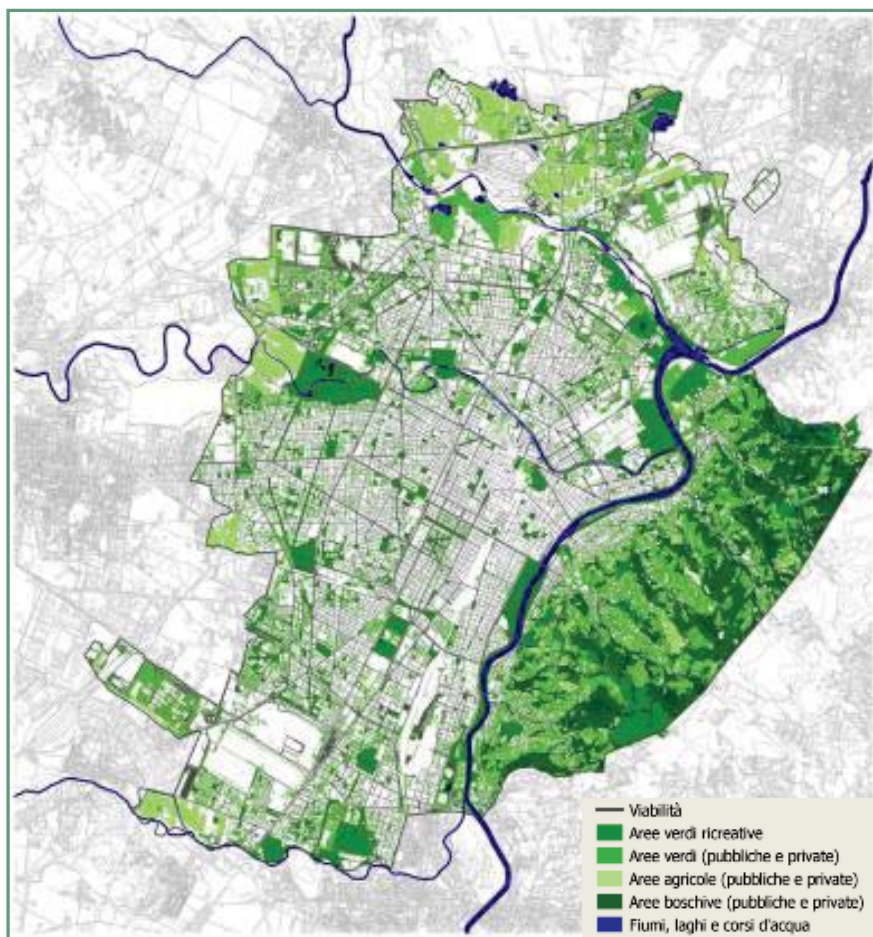 Viabilità
Aree verdi ricreative
Aree verdi (pubbliche e private)
Aree agricole (pubbliche e private)
Aree boschive (pubbliche e private)
Fiumi, laghi e corsi d'acqua